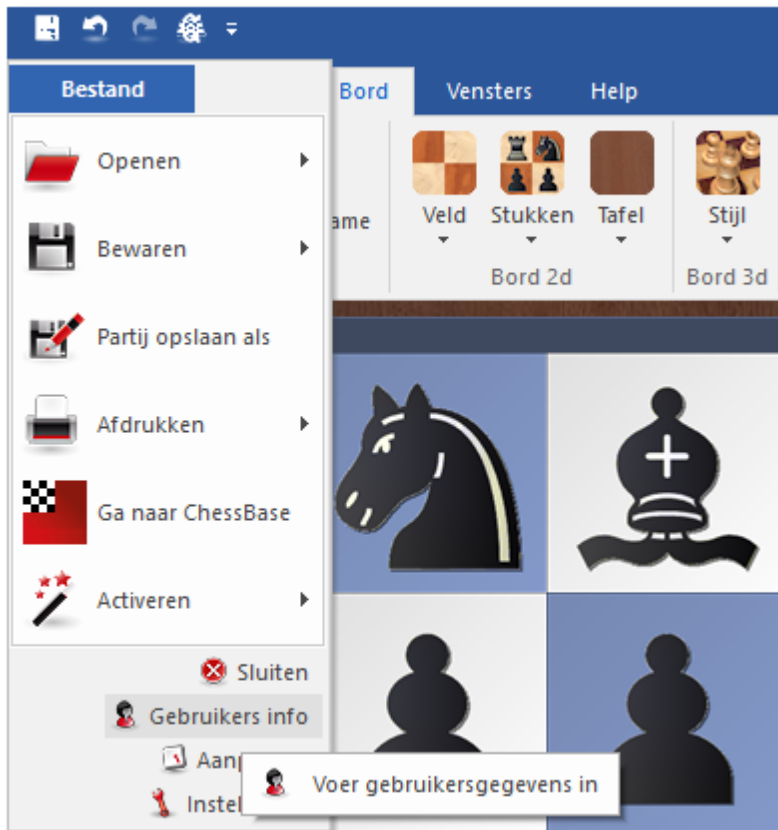 Bestand
Bord
Vensters
Help
Openen
Bewaren
Partij opslaan als
Afdrukken
Ga naar ChessBase
Activeren
Veld
Stukken
Tafel
Stijl
Bord 2d
Bord 3d
Sluiten
Gebruikers info
Voer gebruikersgegevens in